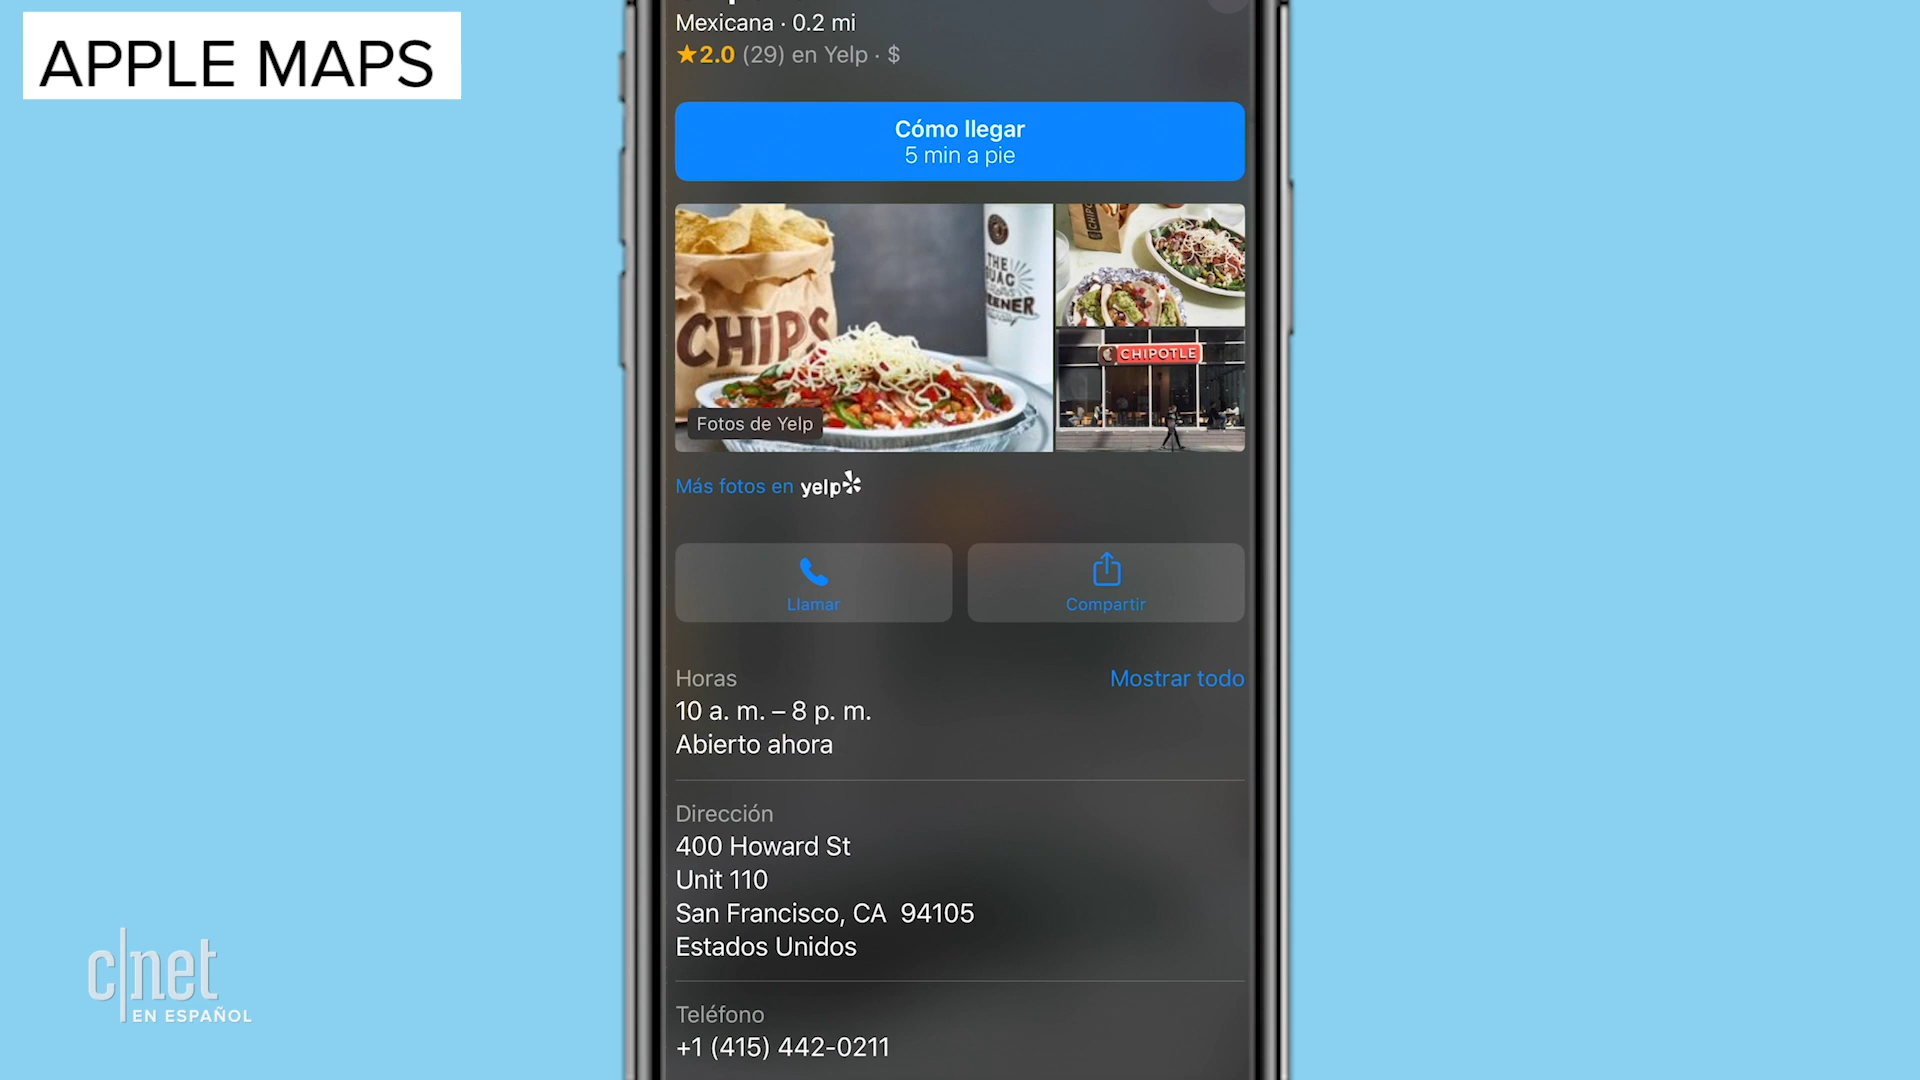 APPLE MAPS
Mexicana · 0.2 mi
★2.0 (29) en Yelp · $
Cómo llegar
5 min a pie
CHIPS
THE
CHIPOTLE
Fotos de Yelp
Más fotos en yelp
Llamar
Compartir
Horas
Mostrar todo
10 a. m. – 8 p. m.
Abierto ahora
Dirección
400 Howard St
Unit 110
San Francisco, CA 94105
Estados Unidos
Teléfono
+1 (415) 442-0211
c|net
EN ESPAÑOL